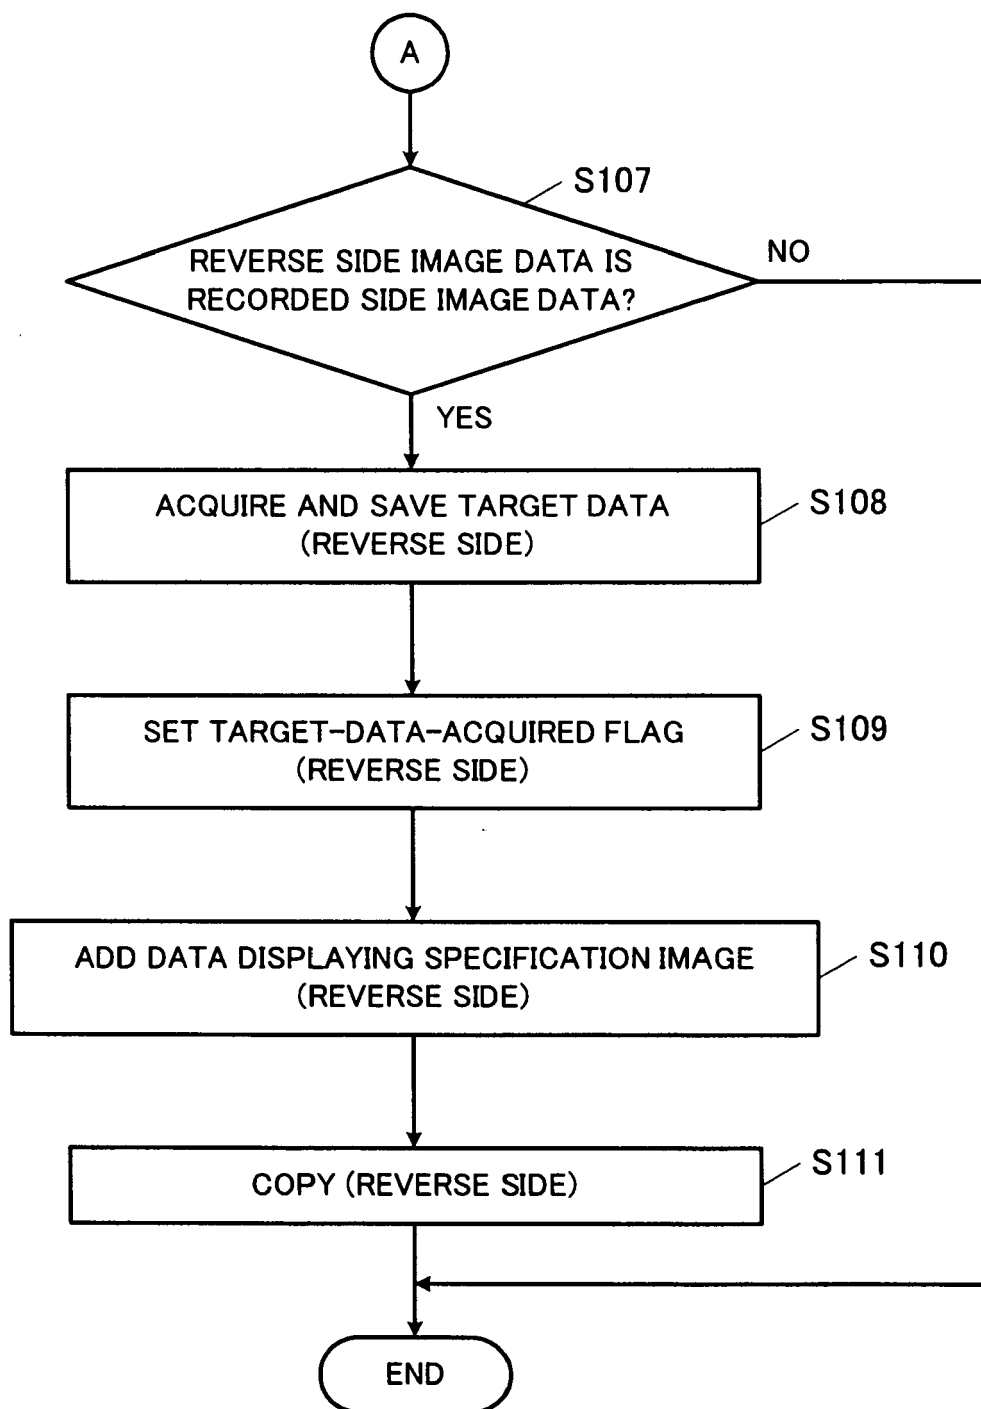 A
S107
REVERSE SIDE IMAGE DATA IS
RECORDED SIDE IMAGE DATA?
NO
YES
ACQUIRE AND SAVE TARGET DATA
(REVERSE SIDE)
S108
SET TARGET-DATA-ACQUIRED FLAG
(REVERSE SIDE)
S109
ADD DATA DISPLAYING SPECIFICATION IMAGE
(REVERSE SIDE)
S110
COPY (REVERSE SIDE)
S111
END